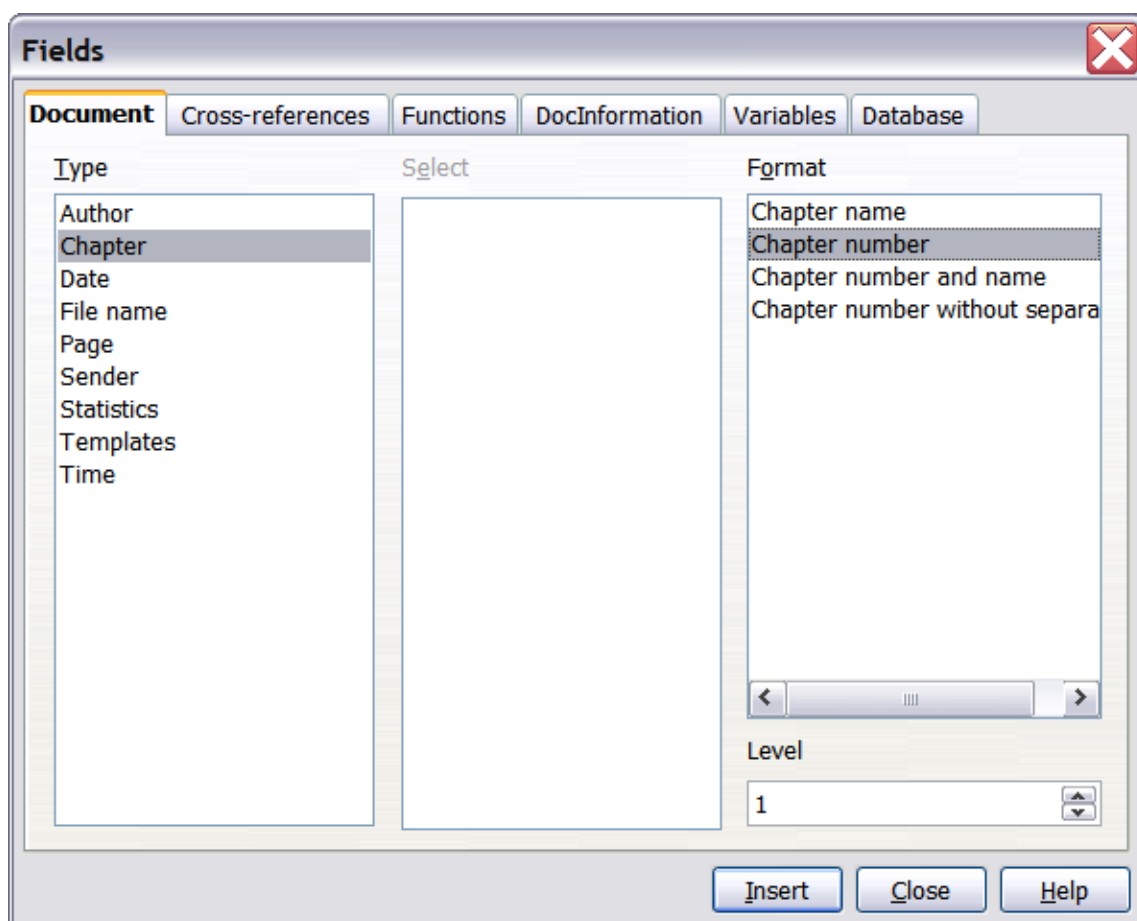 Fields
Document Cross-references Functions DocInformation Variables Database
Type
Author
Chapter
Date
File name
Page
Sender
Statistics
Templates
Time
Select
Format
Chapter name
Chapter number
Chapter number and name
Chapter number without separa
Level
1
Insert Close Help